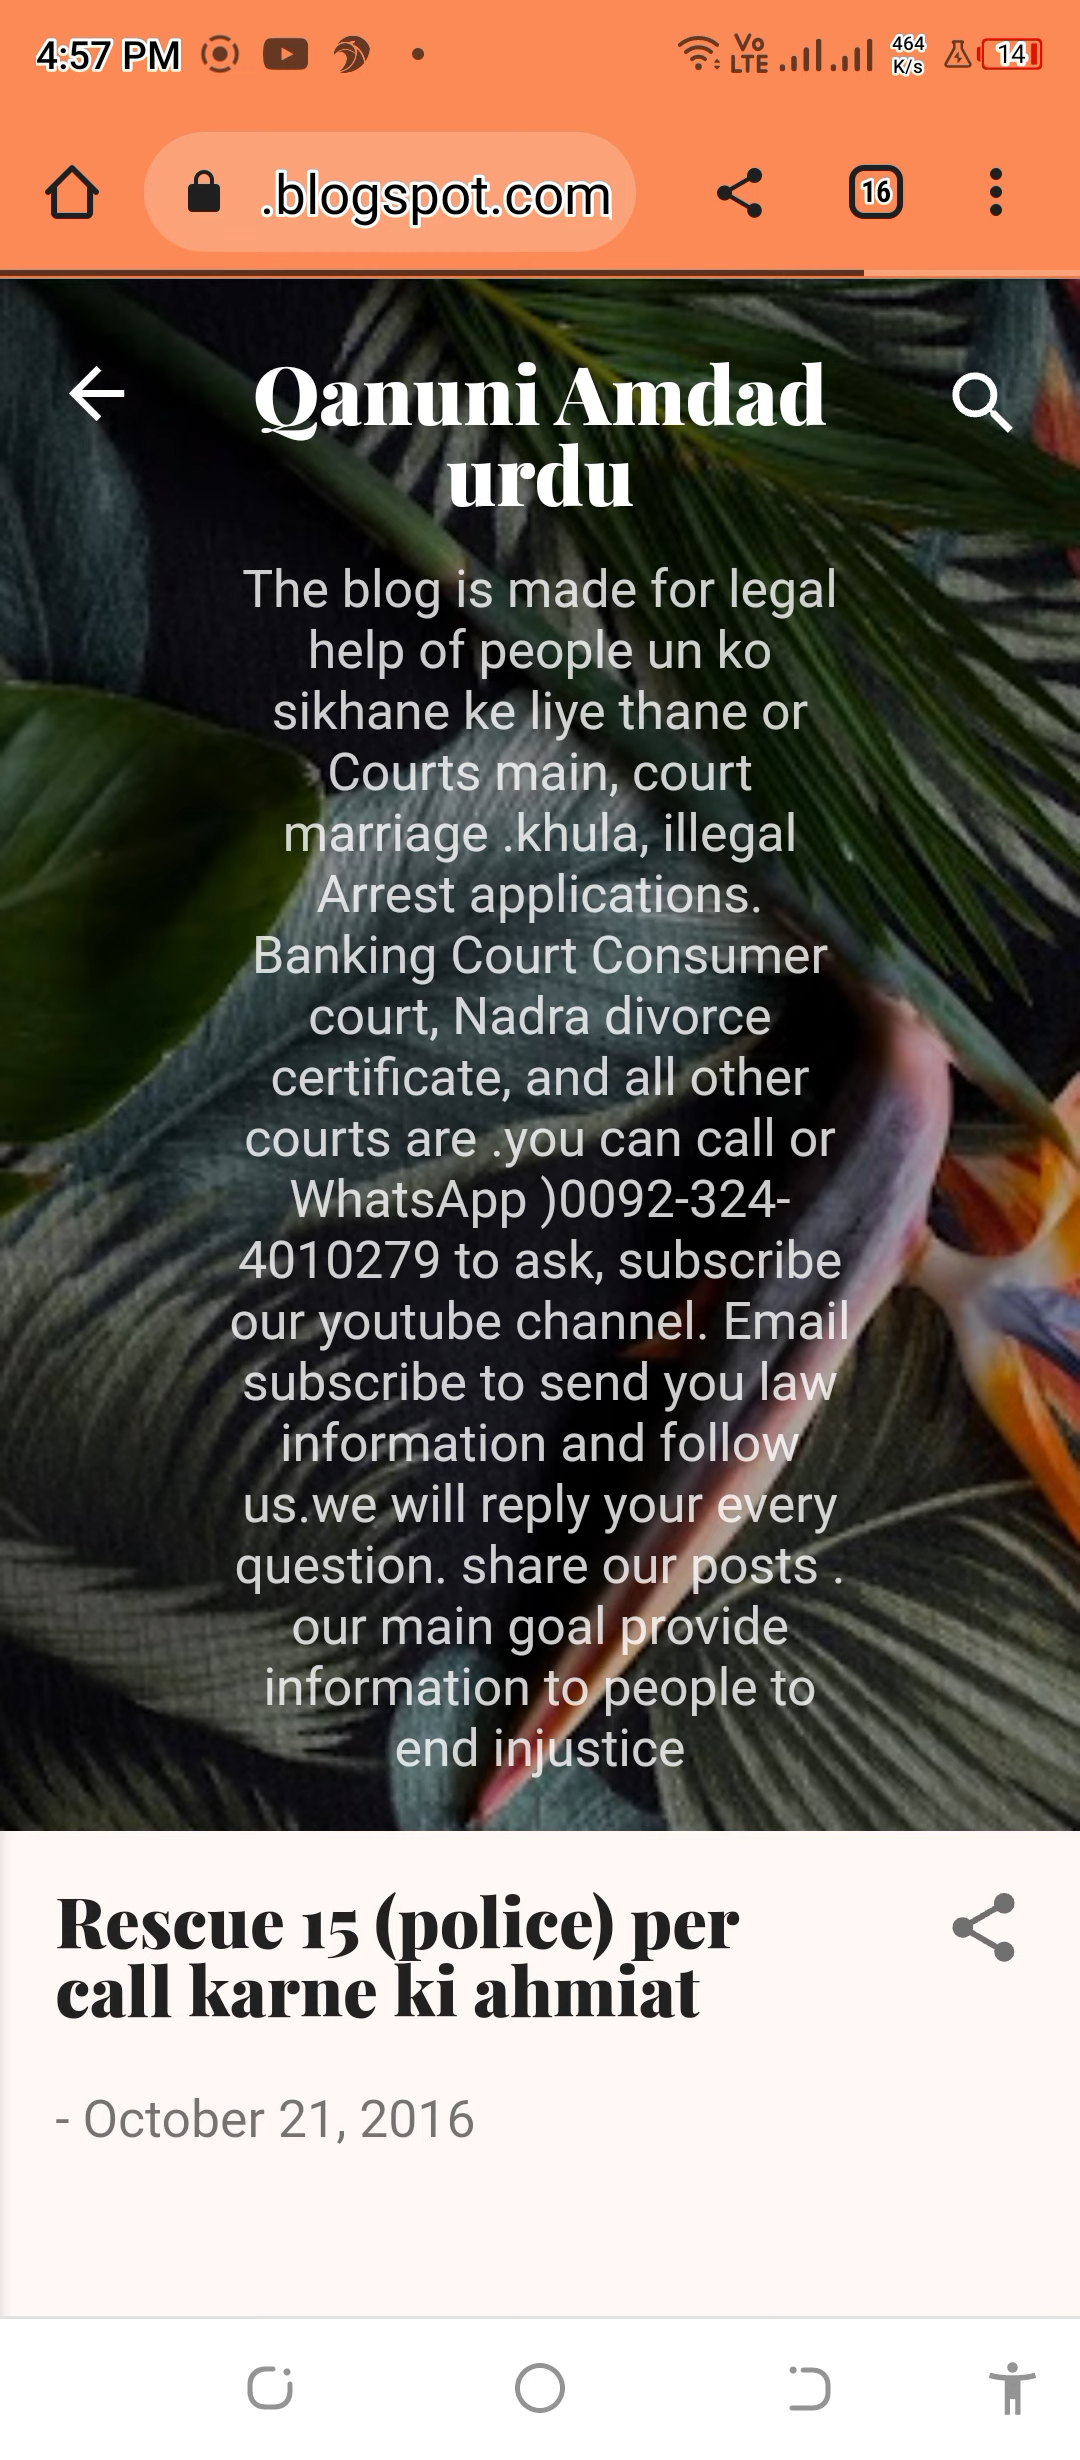 4:57 PM
Vo
LTE
464
K/s
14
.blogspot.com
16
Qanuni Amdad
urdu
The blog is made for legal
help of people un ko
sikhane ke liye thane or
Courts main, court
marriage .khula, illegal
Arrest applications.
Banking Court Consumer
court, Nadra divorce
certificate, and all other
courts are .you can call or
WhatsApp )0092-324-
4010279 to ask, subscribe
our youtube channel. Email
subscribe to send you law
information and follow
us.we will reply your every
question. share our posts .
our main goal provide
information to people to
end injustice
Rescue 15 (police) per
call karne ki ahmiat
- October 21, 2016